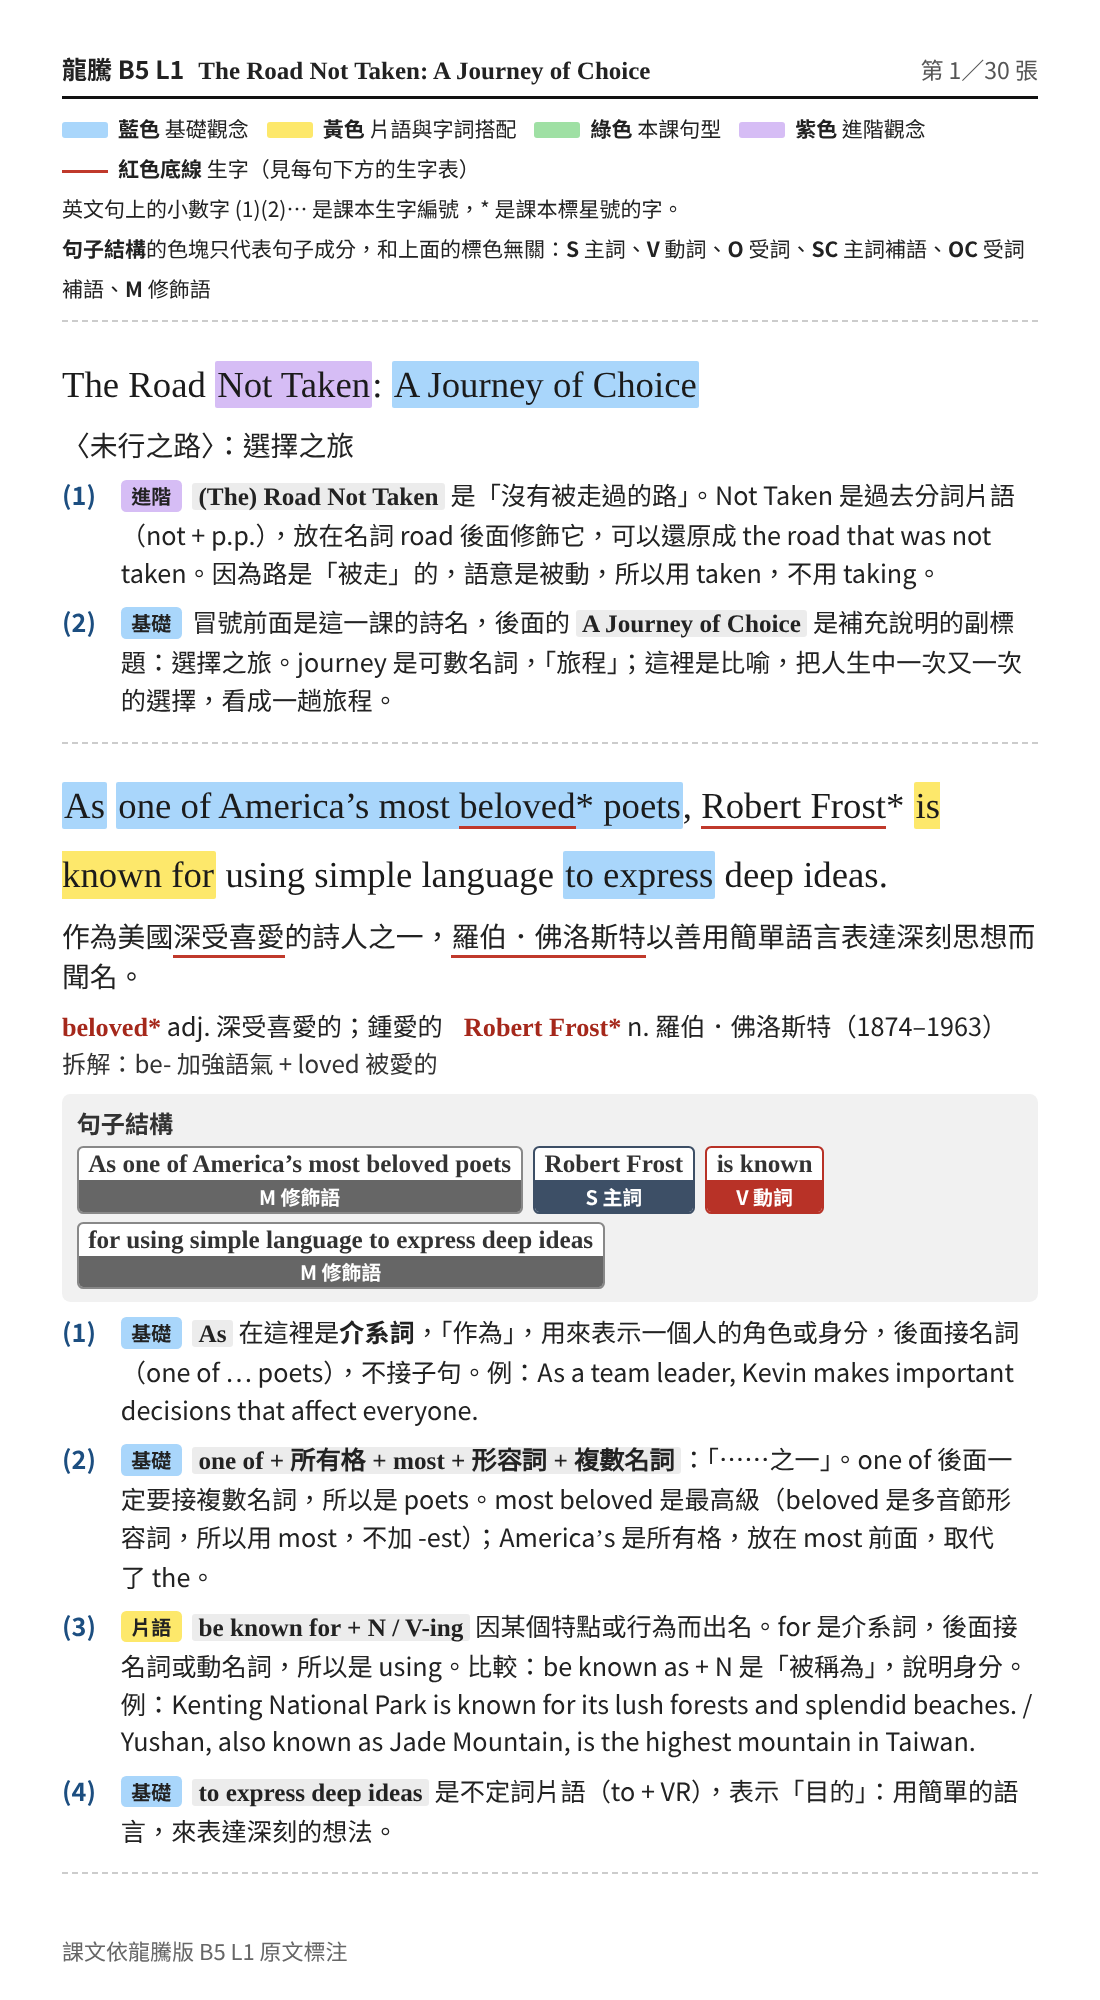 龍騰 B5 L1 The Road Not Taken: A Journey of Choice 第 1／30 張
藍色 基礎觀念 黃色 片語與字詞搭配 綠色 本課句型 紫色 進階觀念
紅色底線 生字（見每句下方的生字表）
英文句上的小數字 (1)(2)⋯ 是課本生字編號，* 是課本標星號的字。
句子結構的色塊只代表句子成分，和上面的標色無關：S 主詞、V 動詞、O 受詞、SC 主詞補語、OC 受詞
補語、M 修飾語
The Road Not Taken: A Journey of Choice
〈未行之路〉：選擇之旅
(1) 進階 (The) Road Not Taken 是「沒有被走過的路」。Not Taken 是過去分詞片語
（not + p.p.），放在名詞 road 後面修飾它，可以還原成 the road that was not
taken。因為路是「被走」的，語意是被動，所以用 taken，不用 taking。
(2) 基礎 冒號前面是這一課的詩名，後面的 A Journey of Choice 是補充說明的副標
題：選擇之旅。journey 是可數名詞，「旅程」；這裡是比喻，把人生中一次又一次
的選擇，看成一趟旅程。
As one of America’s most beloved* poets, Robert Frost* is
known for using simple language to express deep ideas.
作為美國深受喜愛的詩人之一，羅伯．佛洛斯特以善用簡單語言表達深刻思想而
聞名。
beloved* adj. 深受喜愛的；鍾愛的 Robert Frost* n. 羅伯．佛洛斯特（1874–1963）
拆解：be- 加強語氣 + loved 被愛的
句子結構
As one of America’s most beloved poets Robert Frost is known
M 修飾語 S 主詞 V 動詞
for using simple language to express deep ideas
M 修飾語
(1) 基礎 As 在這裡是介系詞，「作為」，用來表示一個人的角色或身分，後面接名詞
（one of … poets），不接子句。例：As a team leader, Kevin makes important
decisions that affect everyone.
(2) 基礎 one of + 所有格 + most + 形容詞 + 複數名詞：「⋯⋯之一」。one of 後面一
定要接複數名詞，所以是 poets。most beloved 是最高級（beloved 是多音節形
容詞，所以用 most，不加 -est）；America’s 是所有格，放在 most 前面，取代
了 the。
(3) 片語 be known for + N / V-ing 因某個特點或行為而出名。for 是介系詞，後面接
名詞或動名詞，所以是 using。比較：be known as + N 是「被稱為」，說明身分。
例：Kenting National Park is known for its lush forests and splendid beaches. /
Yushan, also known as Jade Mountain, is the highest mountain in Taiwan.
(4) 基礎 to express deep ideas 是不定詞片語（to + VR），表示「目的」：用簡單的語
言，來表達深刻的想法。
課文依龍騰版 B5 L1 原文標注